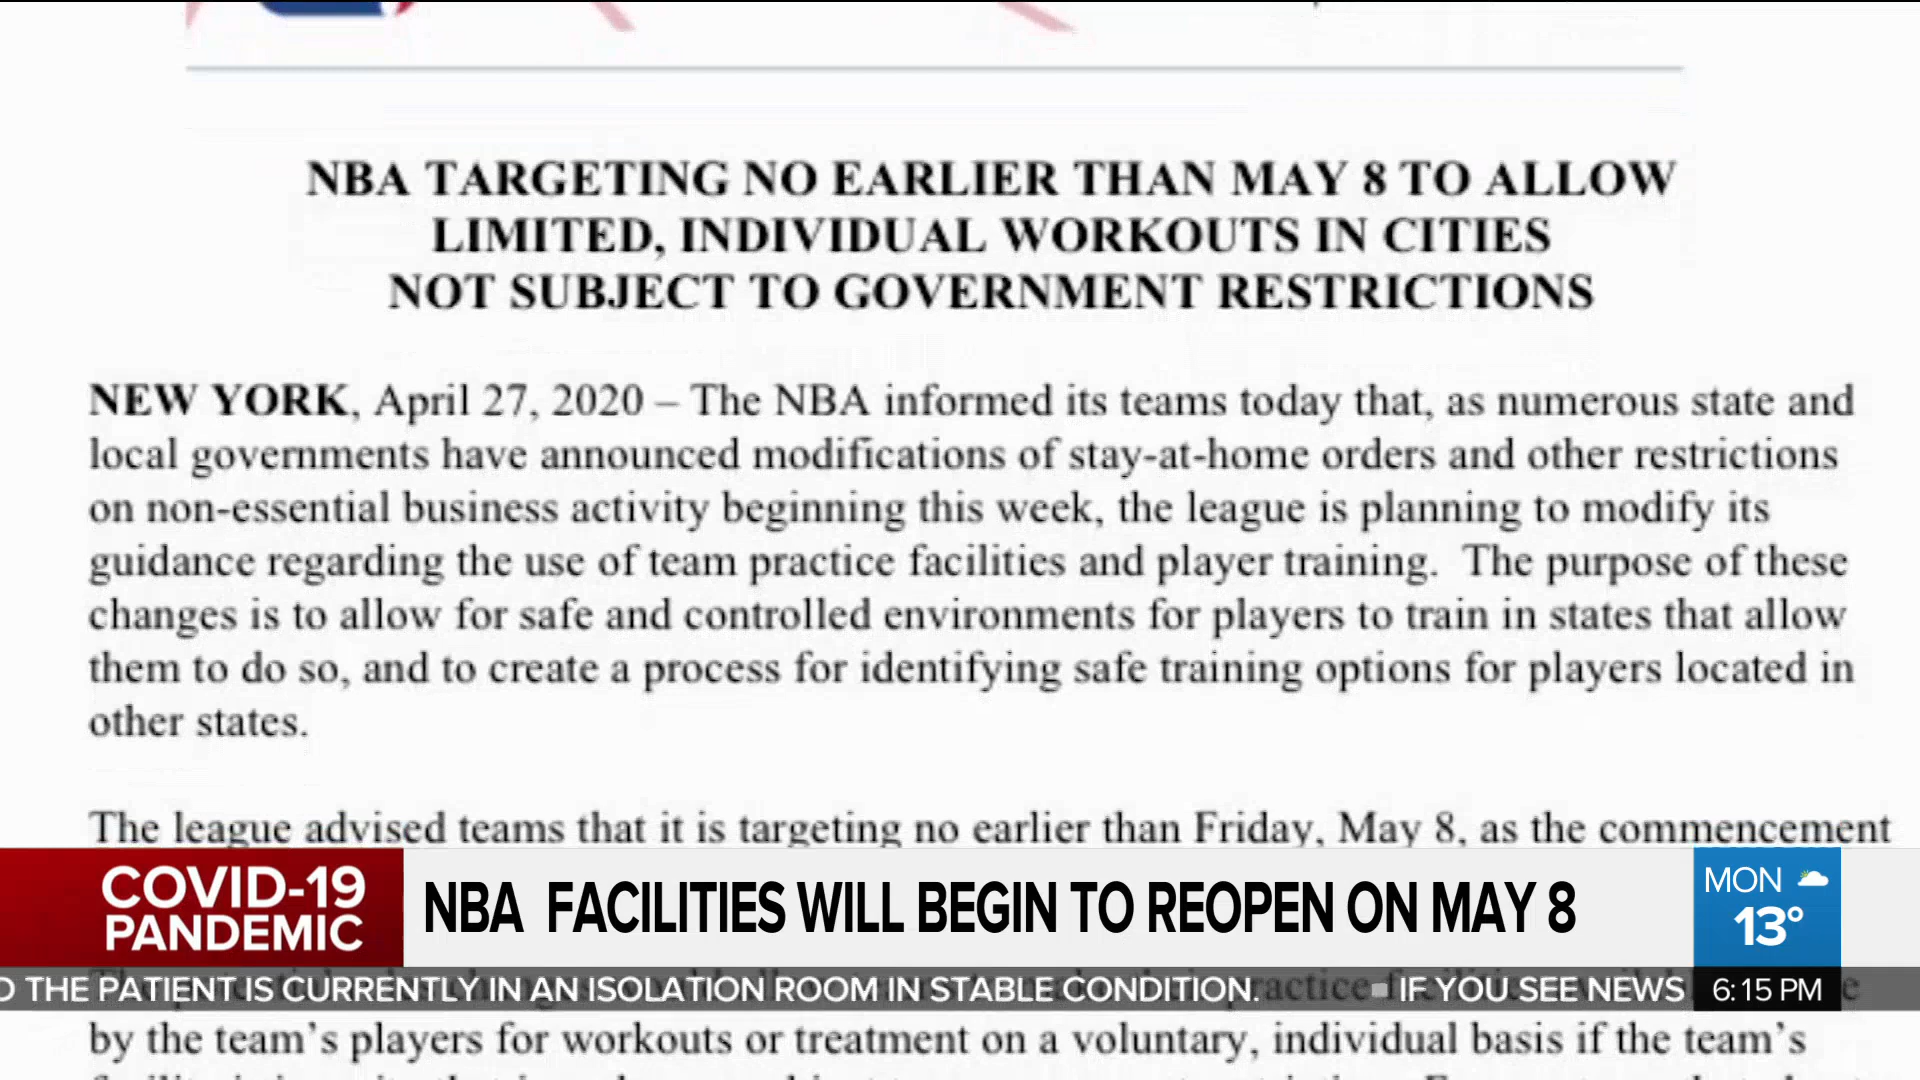 NBA TARGETING NO EARLIER THAN MAY 8 TO ALLOW
LIMITED, INDIVIDUAL WORKOUTS IN CITIES
NOT SUBJECT TO GOVERNMENT RESTRICTIONS
NEW YORK, April 27, 2020 – The NBA informed its teams today that, as numerous state and
local governments have announced modifications of stay-at-home orders and other restrictions
on non-essential business activity beginning this week, the league is planning to modify its
guidance regarding the use of team practice facilities and player training. The purpose of these
changes is to allow for safe and controlled environments for players to train in states that allow
them to do so, and to create a process for identifying safe training options for players located in
other states.
The league advised teams that it is targeting no earlier than Friday, May 8, as the commencement
COVID-19
PANDEMIC
NBA FACILITIES WILL BEGIN TO REOPEN ON MAY 8
MON
13°
THE PATIENT IS CURRENTLY IN AN ISOLATION ROOM IN STABLE CONDITION. IF YOU SEE NEWS
6:15 PM
practice
by the team's players for workouts or treatment on a voluntary, individual basis if the team's